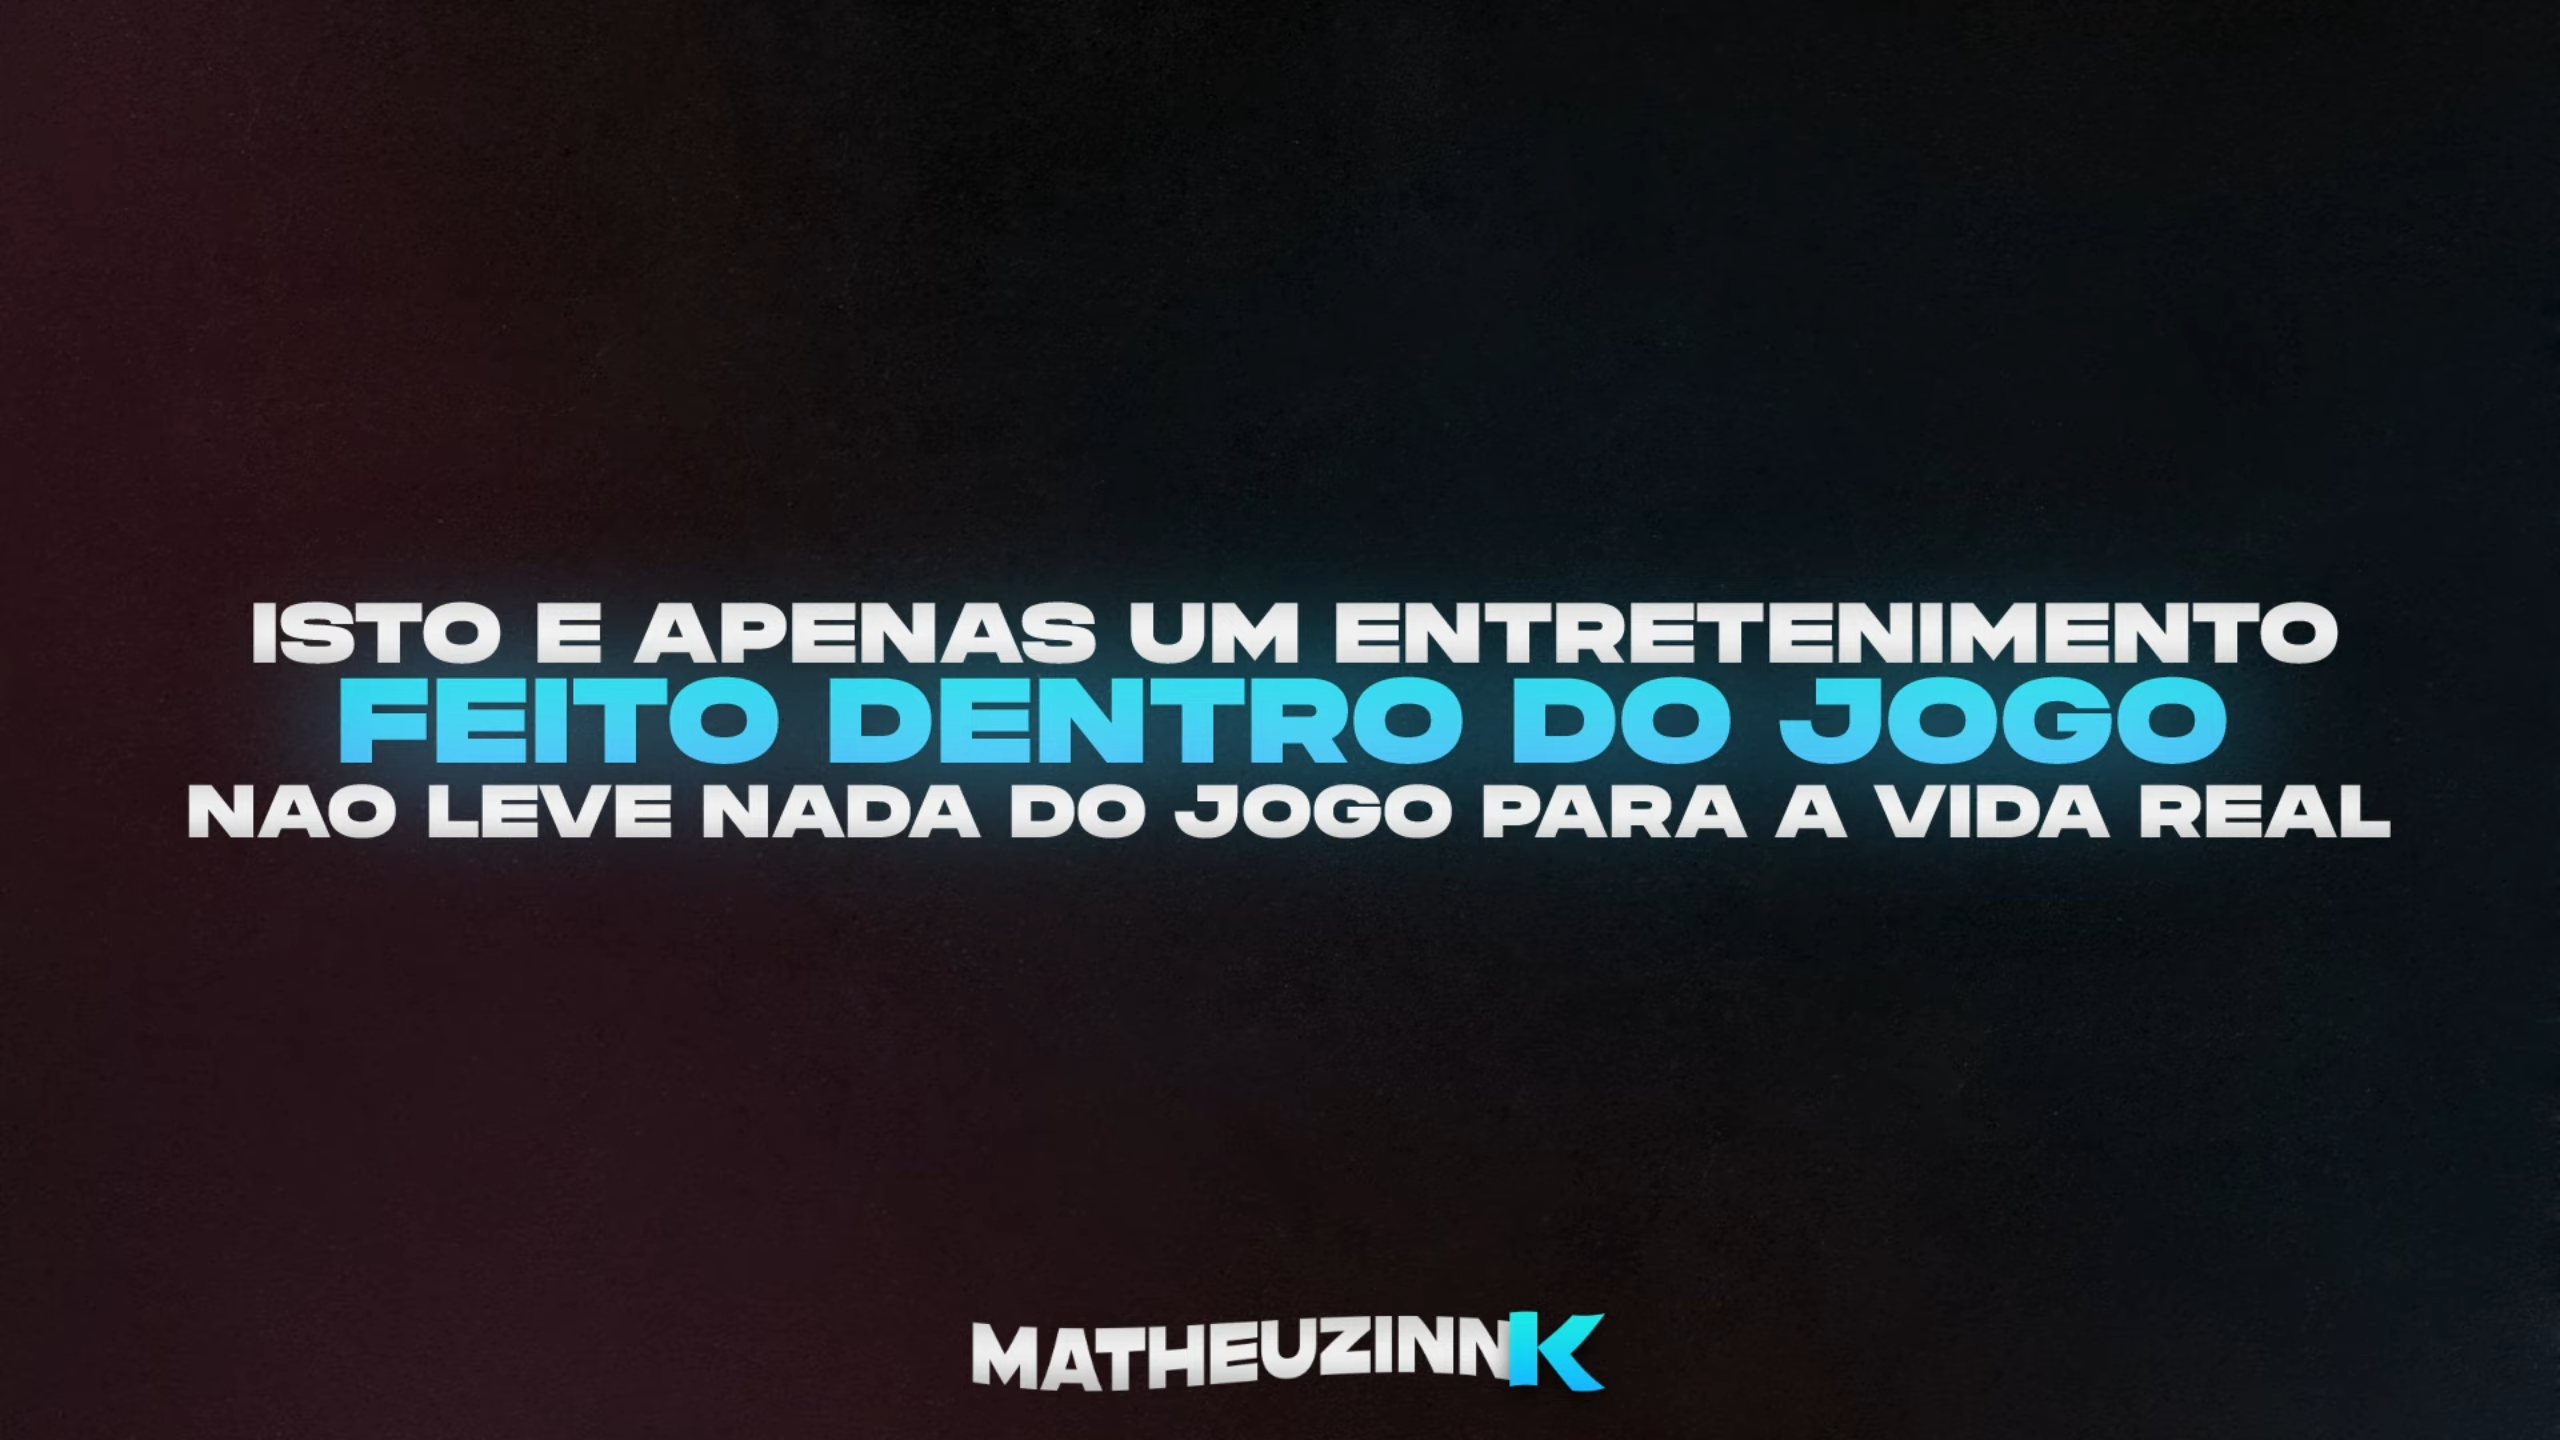 ISTO E APENAS UM ENTRETENIMENTO
FEITO DENTRO DO JOGO
NAO LEVE NADA DO JOGO PARA A VIDA REAL
MATHEUZINNK